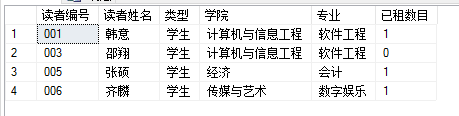 读者编号 读者姓名 类型 学院 专业 已租数目
1 001 韩意 学生 计算机与信息工程 软件工程 1
2 003 邵翔 学生 计算机与信息工程 软件工程 0
3 005 张硕 学生 经济 会计 1
4 006 齐麟 学生 传媒与艺术 数字娱乐 1